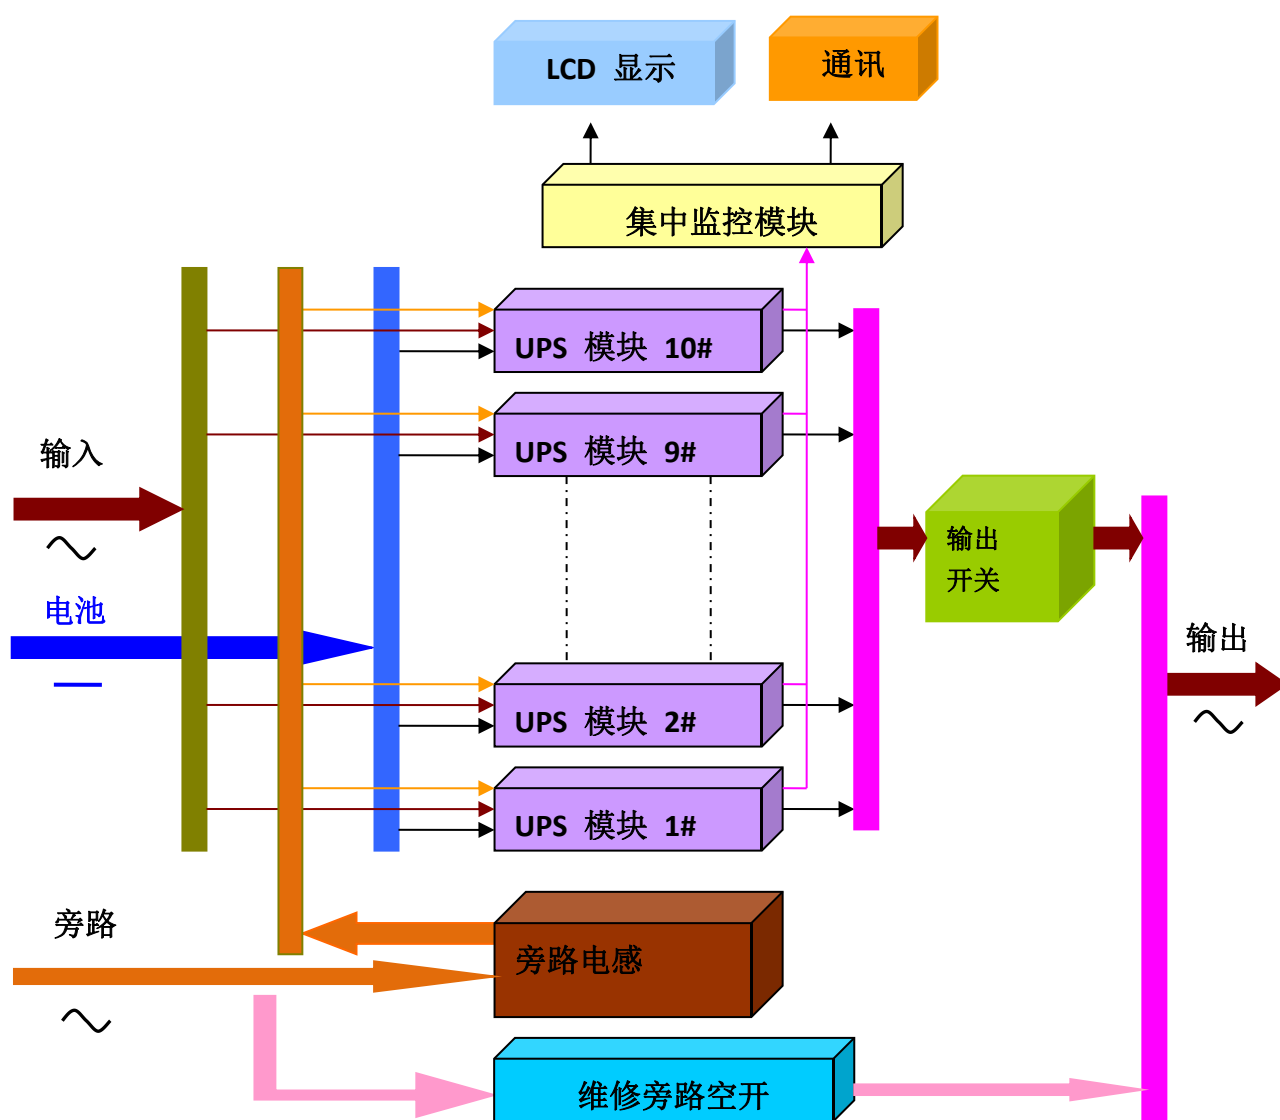 LCD 显示
通讯
集中监控模块
UPS 模块 10#
UPS 模块 9#
输入
输出
开关
电池
输出
UPS 模块 2#
UPS 模块 1#
旁路
旁路电感
维修旁路空开